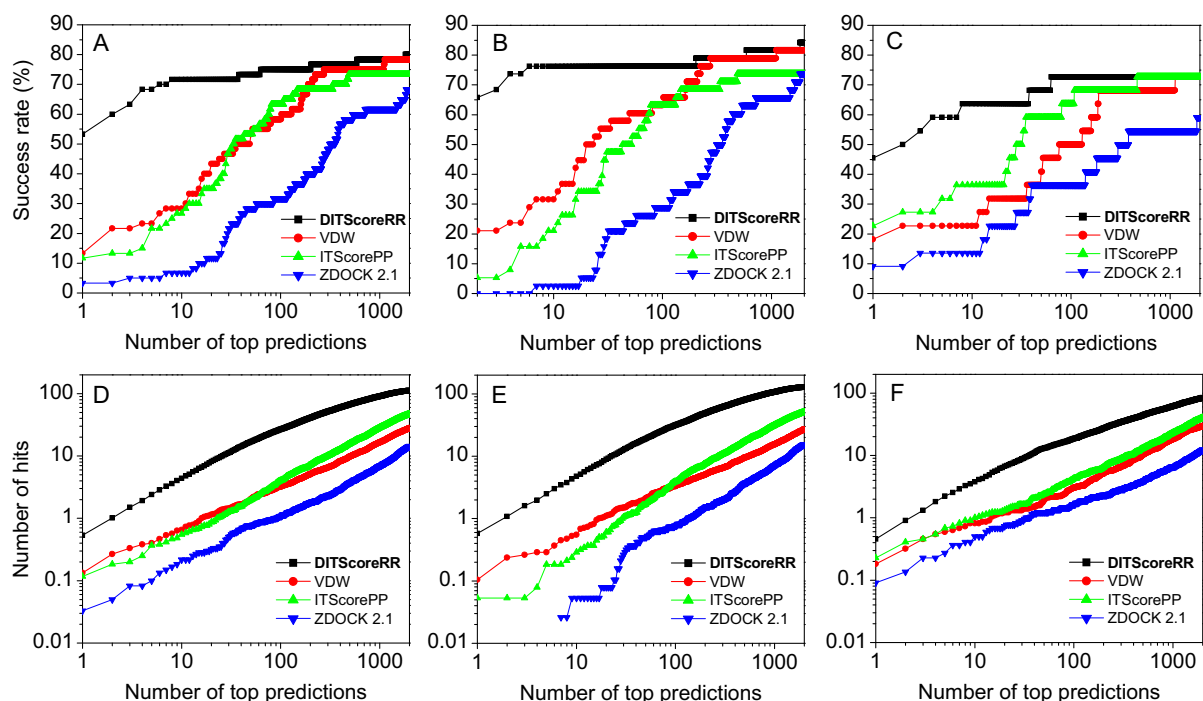 A
Success rate (%)
90
80
70
60
50
40
30
20
10
0
1 10 100 1000
Number of top predictions
DITScoreRR
VDW
ITScorePP
ZDOCK 2.1
B
90
80
70
60
50
40
30
20
10
0
10 100 1000
Number of top predictions
DITScoreRR
VDW
ITScorePP
ZDOCK 2.1
C
90
80
70
60
50
40
30
20
10
0
1 10 100 1000
Number of top predictions
DITScoreRR
VDW
ITScorePP
ZDOCK 2.1
D
Number of hits
100
10
1
0.1
0.01
1 10 100 1000
Number of top predictions
DITScoreRR
VDW
ITScorePP
ZDOCK 2.1
E
100
10
1
0.1
0.01
1 10 100 1000
Number of top predictions
DITScoreRR
VDW
ITScorePP
ZDOCK 2.1
F
100
10
1
0.1
0.01
1 10 100 1000
Number of top predictions
DITScoreRR
VDW
ITScorePP
ZDOCK 2.1